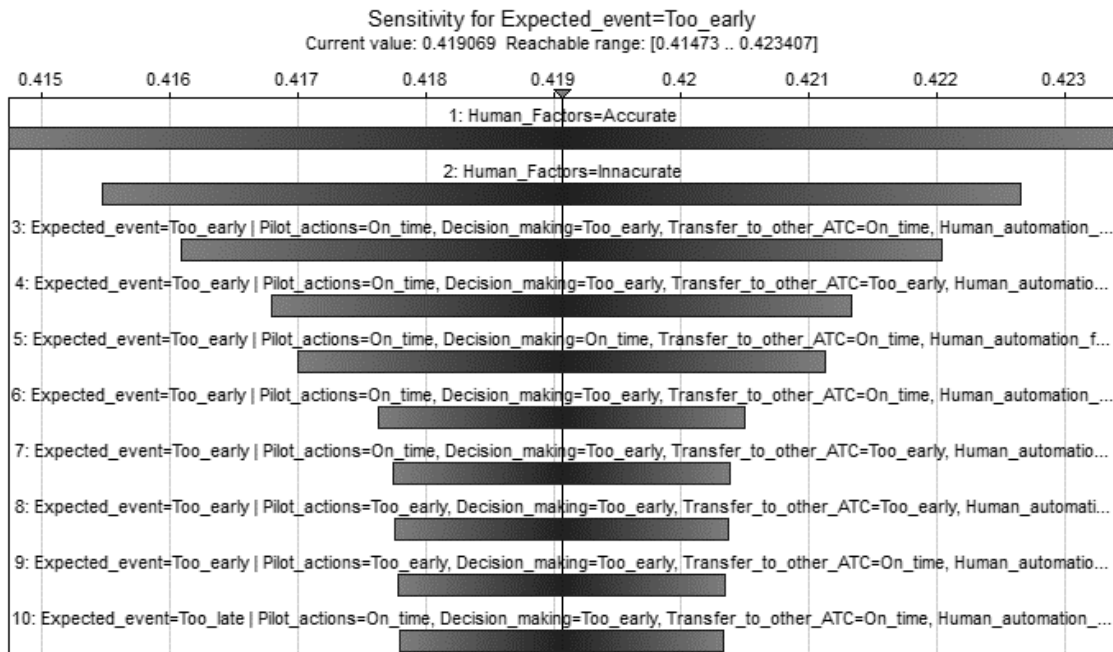 Sensitivity for Expected_event=Too_early
Current value: 0.419069 Reachable range: [0.41473 .. 0.423407]
0.415 0.416 0.417 0.418 0.419 0.42 0.421 0.422 0.423
1: Human_Factors=Accurate
2: Human_Factors=Innacurate
3: Expected_event=Too_early | Pilot_actions=On_time, Decision_making=Too_early, Transfer_to_other_ATC=On_time, Human_automation_...
4: Expected_event=Too_early | Pilot_actions=On_time, Decision_making=Too_early, Transfer_to_other_ATC=Too_early, Human_automatio...
5: Expected_event=Too_early | Pilot_actions=On_time, Decision_making=On_time, Transfer_to_other_ATC=On_time, Human_automation_f...
6: Expected_event=Too_early | Pilot_actions=On_time, Decision_making=Too_early, Transfer_to_other_ATC=On_time, Human_automation_...
7: Expected_event=Too_early | Pilot_actions=On_time, Decision_making=Too_early, Transfer_to_other_ATC=Too_early, Human_automatio...
8: Expected_event=Too_early | Pilot_actions=Too_early, Decision_making=Too_early, Transfer_to_other_ATC=Too_early, Human_automati...
9: Expected_event=Too_early | Pilot_actions=Too_early, Decision_making=Too_early, Transfer_to_other_ATC=On_time, Human_automatio...
10: Expected_event=Too_late | Pilot_actions=On_time, Decision_making=Too_early, Transfer_to_other_ATC=On_time, Human_automation_...